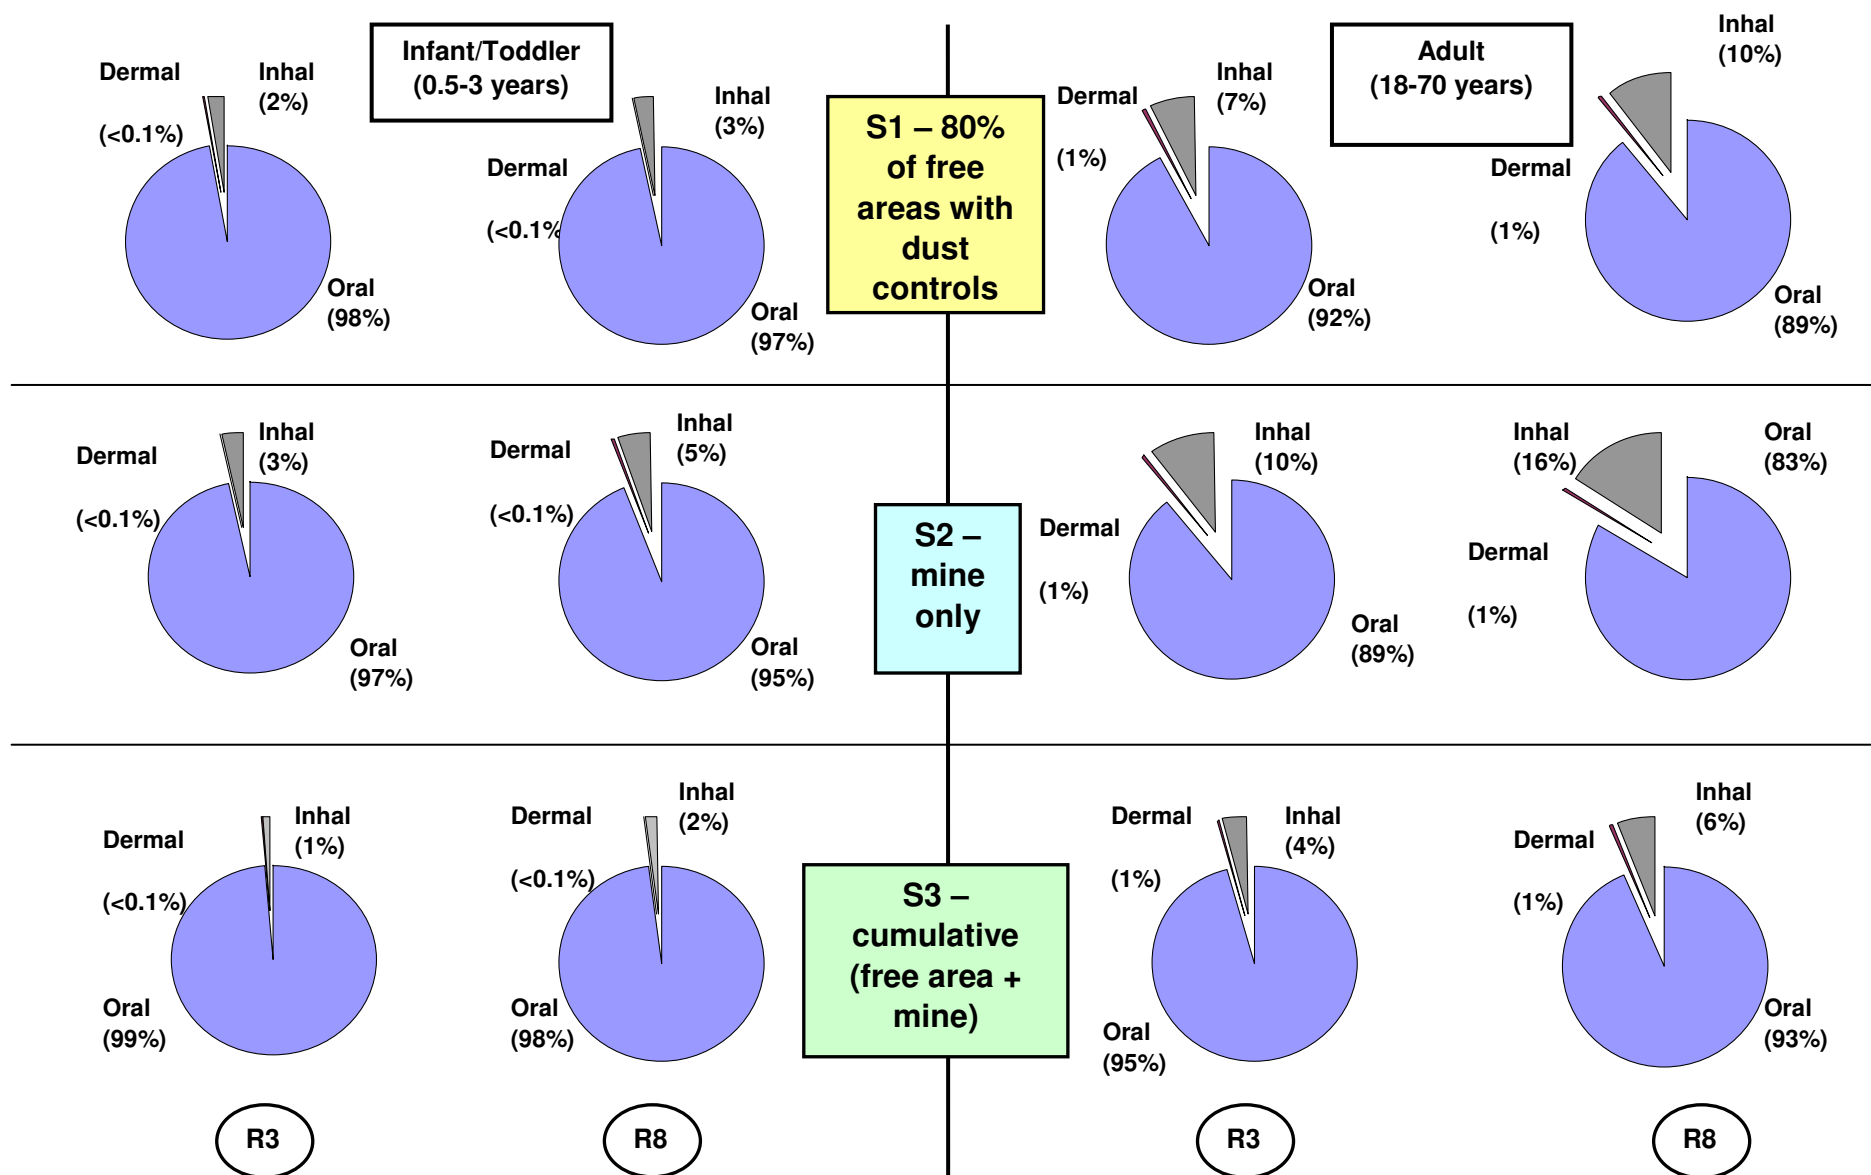 Infant/Toddler
(0.5-3 years)
Adult
(18-70 years)
Dermal
(<0.1%)
Inhal
(2%)
Oral
(98%)
Dermal
(<0.1%
Inhal
(3%)
Oral
(97%)
S1 – 80%
of free
areas with
dust
controls
Dermal
(1%)
Inhal
(7%)
Oral
(92%)
Inhal
(10%)
Dermal
(1%)
Oral
(89%)
Dermal
(<0.1%)
Inhal
(3%)
Oral
(97%)
Dermal
(<0.1%)
Inhal
(5%)
Oral
(95%)
S2 –
mine
only
Dermal
(1%)
Inhal
(10%)
Oral
(89%)
Inhal
(16%)
Oral
(83%)
Dermal
(1%)
Dermal
(<0.1%)
Inhal
(1%)
Oral
(99%)
Dermal
(<0.1%)
Inhal
(2%)
Oral
(98%)
S3 –
cumulative
(free area +
mine)
Dermal
(1%)
Inhal
(4%)
Oral
(95%)
Dermal
(1%)
Inhal
(6%)
Oral
(93%)
R3
R8
R3
R8